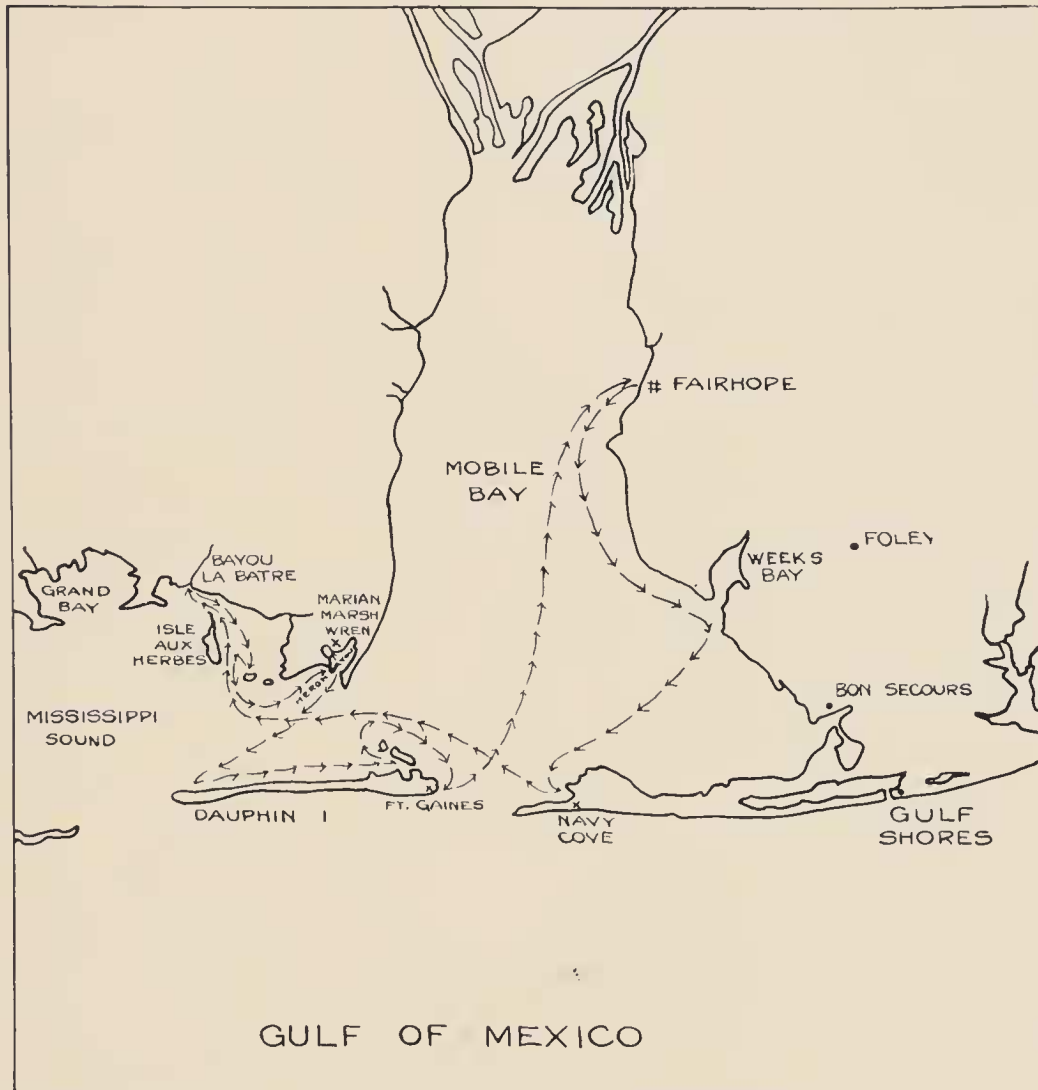 # FAIRHOPE
MOBILE
BAY
FOLEY
WEEKS
BAY
BAYOU
LA BATRE
GRAND
BAY
MARIAN
MARSH
WREN
ISLE
AUX
HERBES
BON SECOURS
MISSISSIPPI
SOUND
DAUPHIN I
FT. GAINES
NAVY
COVE
GULF
SHORES
GULF OF MEXICO